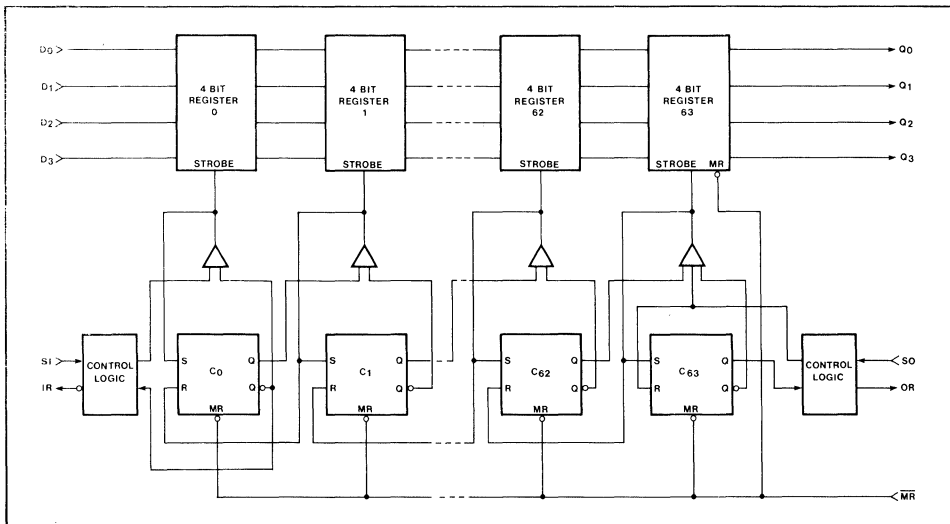 D0 Q0
4 BIT REGISTER 0
4 BIT REGISTER 1
4 BIT REGISTER 62
4 BIT REGISTER 63
D1 Q1
D2 Q2
D3 Q3
STROBE STROBE STROBE STROBE MR
SI CONTROL LOGIC IR
S C0 Q R Q MR
S C1 Q R Q MR
S C62 Q R Q MR
S C63 Q R Q MR
CONTROL LOGIC SO OR
MR